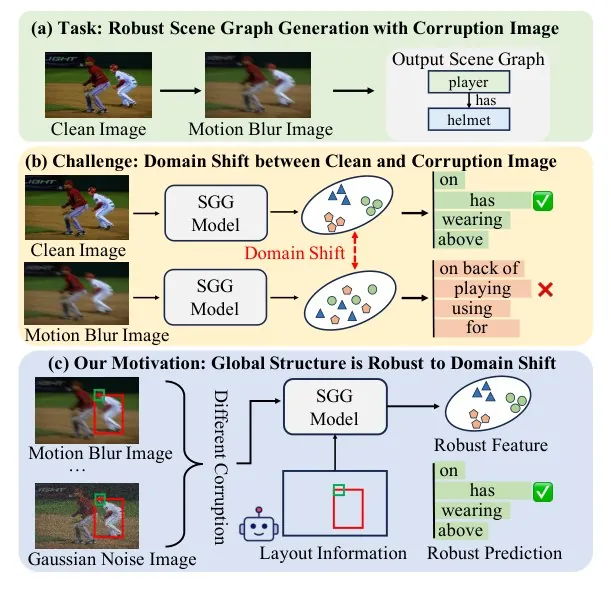 (a) Task: Robust Scene Graph Generation with Corruption Image
Output Scene Graph
player
has
helmet
Clean Image
Motion Blur Image
(b) Challenge: Domain Shift between Clean and Corruption Image
Clean Image
SGG
Model
on
has
wearing
above
Domain Shift
Motion Blur Image
SGG
Model
on back of
playing
using
for
(c) Our Motivation: Global Structure is Robust to Domain Shift
Motion Blur Image
...
Gaussian Noise Image
Different Corruption
SGG
Model
Layout Information
Robust Feature
on
has
wearing
above
Robust Prediction